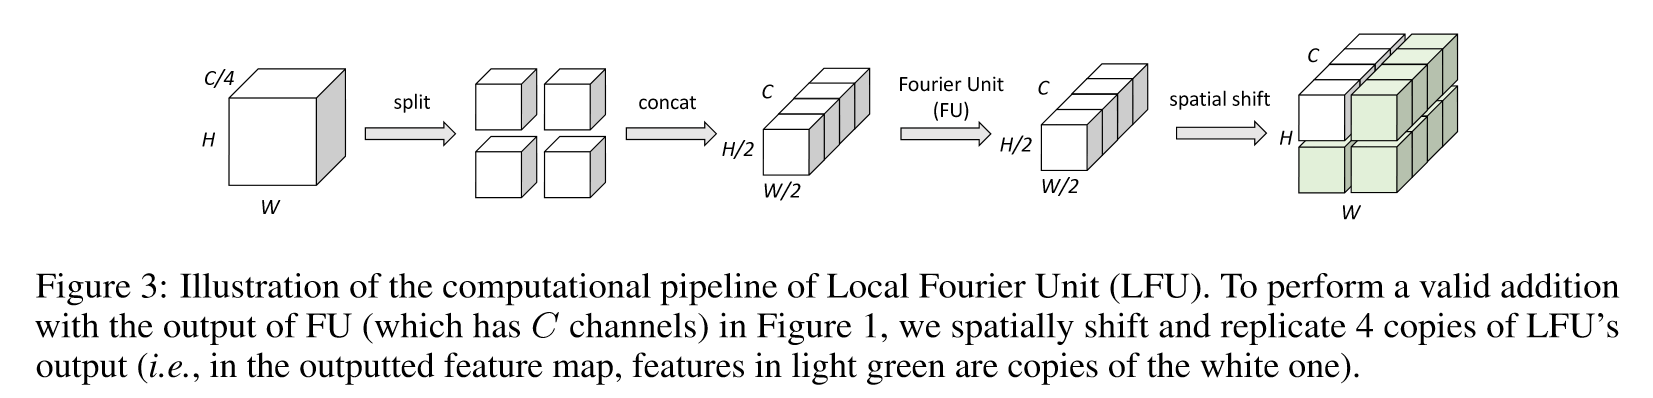 C/4
H
W
split
concat
C
H/2
W/2
Fourier Unit
(FU)
C
H/2
W/2
spatial shift
C
H
W
Figure 3: Illustration of the computational pipeline of Local Fourier Unit (LFU). To perform a valid addition
with the output of FU (which has C channels) in Figure 1, we spatially shift and replicate 4 copies of LFU’s
output (i.e., in the outputted feature map, features in light green are copies of the white one).